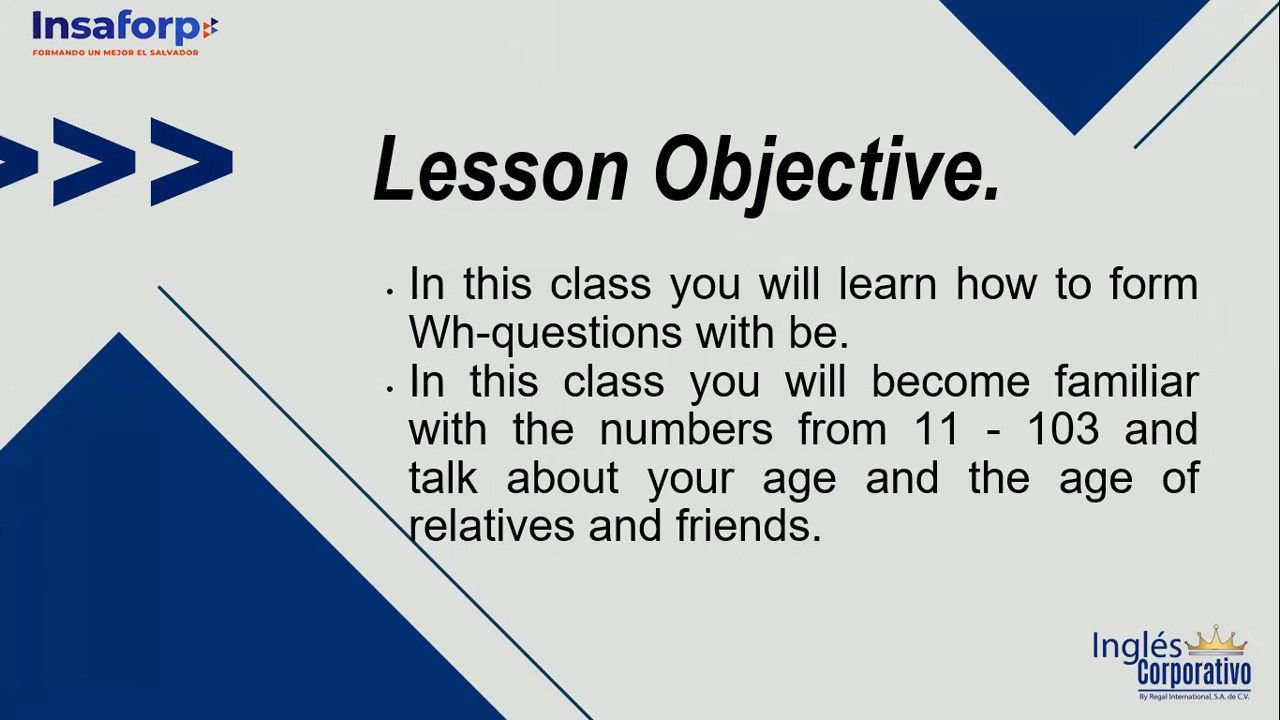 Insaforp
FORMANDO UN MEJOR EL SALVADOR
>>>
Lesson Objective.
• In this class you will learn how to form
Wh-questions with be.
• In this class you will become familiar
with the numbers from 11 - 103 and
talk about your age and the age of
relatives and friends.
Inglés
Corporativo
By Regal International, S.A. de C.V.